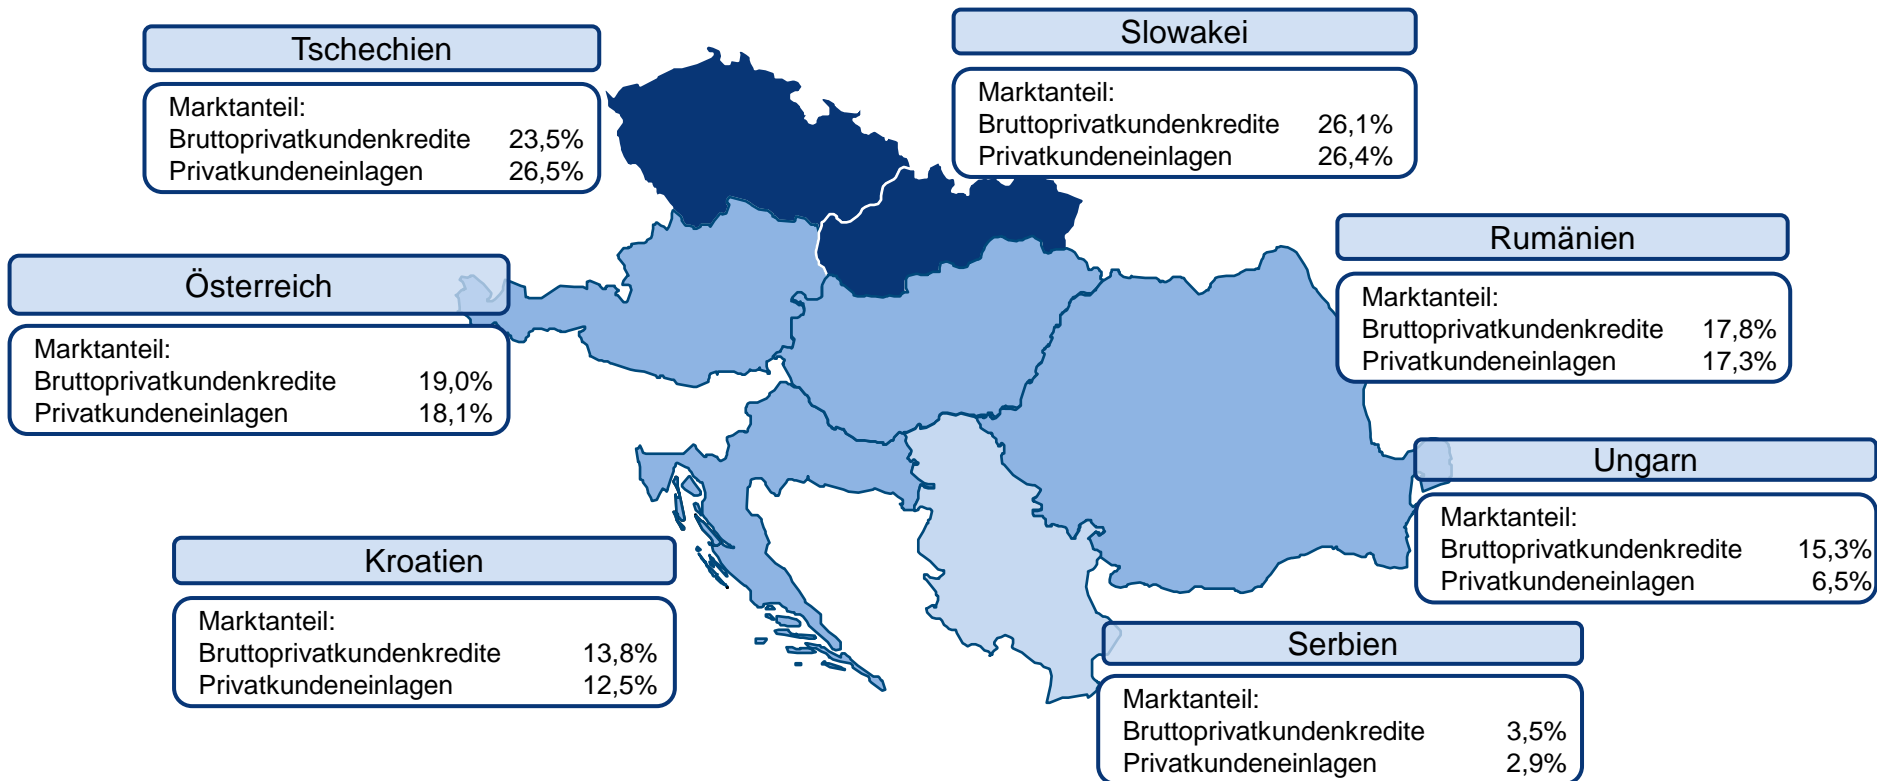 Tschechien
Marktanteil:
Bruttoprivatkundenkredite 23,5%
Privatkundeneinlagen 26,5%
Slowakei
Marktanteil:
Bruttoprivatkundenkredite 26,1%
Privatkundeneinlagen 26,4%
Österreich
Marktanteil:
Bruttoprivatkundenkredite 19,0%
Privatkundeneinlagen 18,1%
Rumänien
Marktanteil:
Bruttoprivatkundenkredite 17,8%
Privatkundeneinlagen 17,3%
Ungarn
Marktanteil:
Bruttoprivatkundenkredite 15,3%
Privatkundeneinlagen 6,5%
Kroatien
Marktanteil:
Bruttoprivatkundenkredite 13,8%
Privatkundeneinlagen 12,5%
Serbien
Marktanteil:
Bruttoprivatkundenkredite 3,5%
Privatkundeneinlagen 2,9%